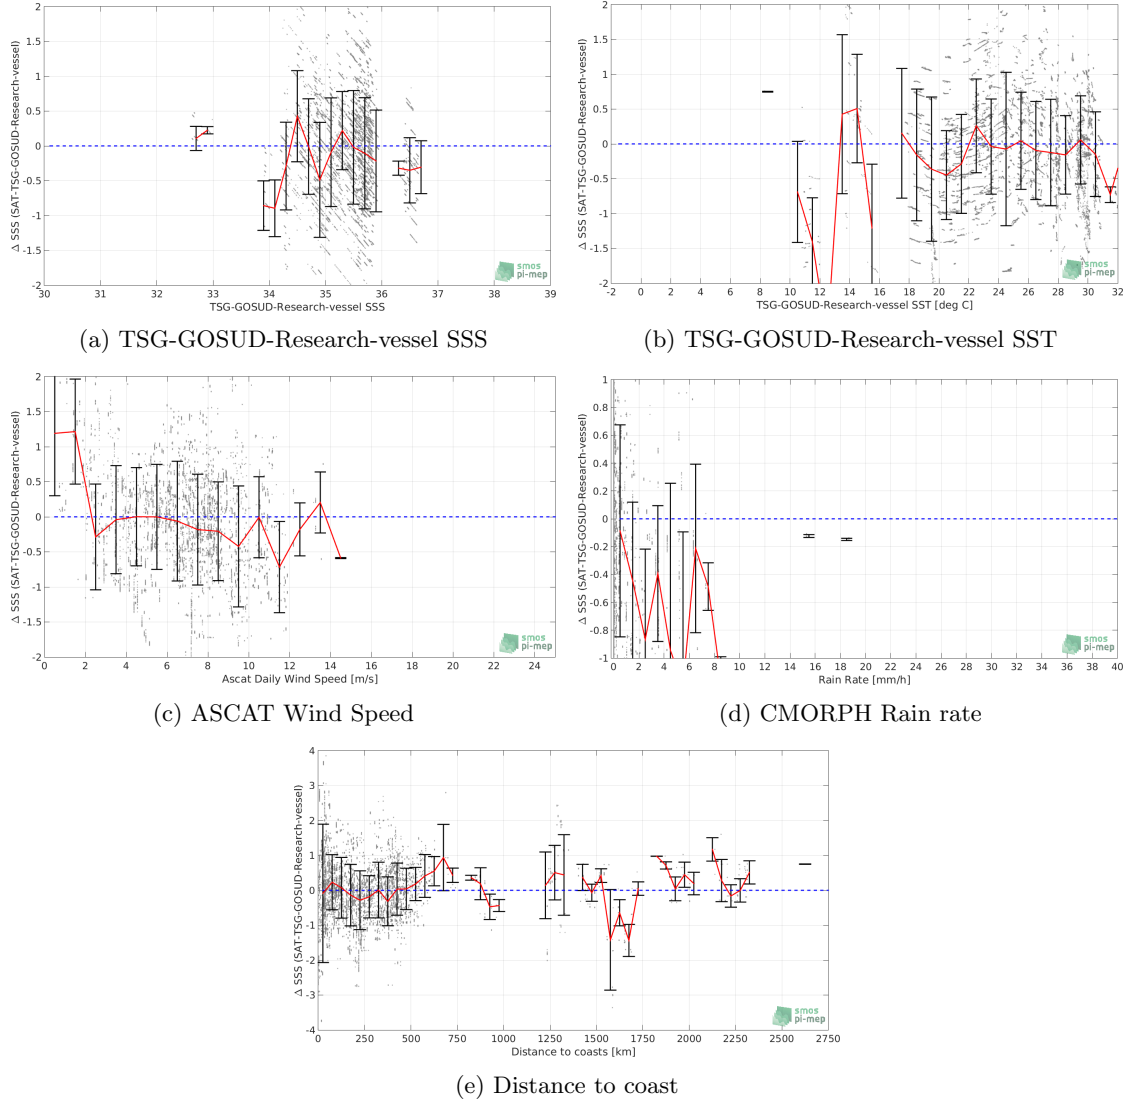 Δ SSS (SAT-TSG-GOSUD-Research-vessel)
2
1.5
1
0.5
0
-0.5
-1
-1.5
-2
30 31 32 33 34 35 36 37 38 39
TSG-GOSUD-Research-vessel SSS
smos
pi-mep
(a) TSG-GOSUD-Research-vessel SSS
Δ SSS (SAT-TSG-GOSUD-Research-vessel)
2
1.5
1
0.5
0
-0.5
-1
-1.5
-2
-2 0 2 4 6 8 10 12 14 16 18 20 22 24 26 28 30 32
TSG-GOSUD-Research-vessel SST [deg C]
smos
pi-mep
(b) TSG-GOSUD-Research-vessel SST
Δ SSS (SAT-TSG-GOSUD-Research-vessel)
2
1.5
1
0.5
0
-0.5
-1
-1.5
-2
0 2 4 6 8 10 12 14 16 18 20 22 24
Ascat Daily Wind Speed [m/s]
smos
pi-mep
(c) ASCAT Wind Speed
Δ SSS (SAT-TSG-GOSUD-Research-vessel)
1
0.8
0.6
0.4
0.2
0
-0.2
-0.4
-0.6
-0.8
-1
0 2 4 6 8 10 12 14 16 18 20 22 24 26 28 30 32 34 36 38 40
Rain Rate [mm/h]
smos
pi-mep
(d) CMORPH Rain rate
Δ SSS (SAT-TSG-GOSUD-Research-vessel)
4
3
2
1
0
-1
-2
-3
-4
0 250 500 750 1000 1250 1500 1750 2000 2250 2500 2750
Distance to coasts [km]
smos
pi-mep
(e) Distance to coast